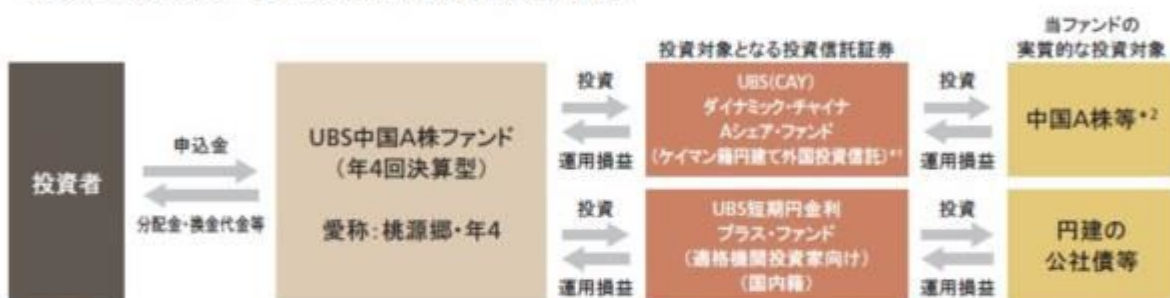 当ファンドの
実質的な投資対象
投資対象となる投資信託証券
投資者
申込金
分配金・換金代金等
UBS中国A株ファンド
(年4回決算型)
愛称:桃源郷・年4
投資
運用損益
UBS(CAY)
ダイナミック・チャイナ
Aシェア・ファンド
(ケイマン籍円建て外国投資信託)*1
投資
運用損益
中国A株等*2
投資
運用損益
UBS短期円金利
プラス・ファンド
(適格機関投資家向け)
(国内籍)
投資
運用損益
円建の
公社債等